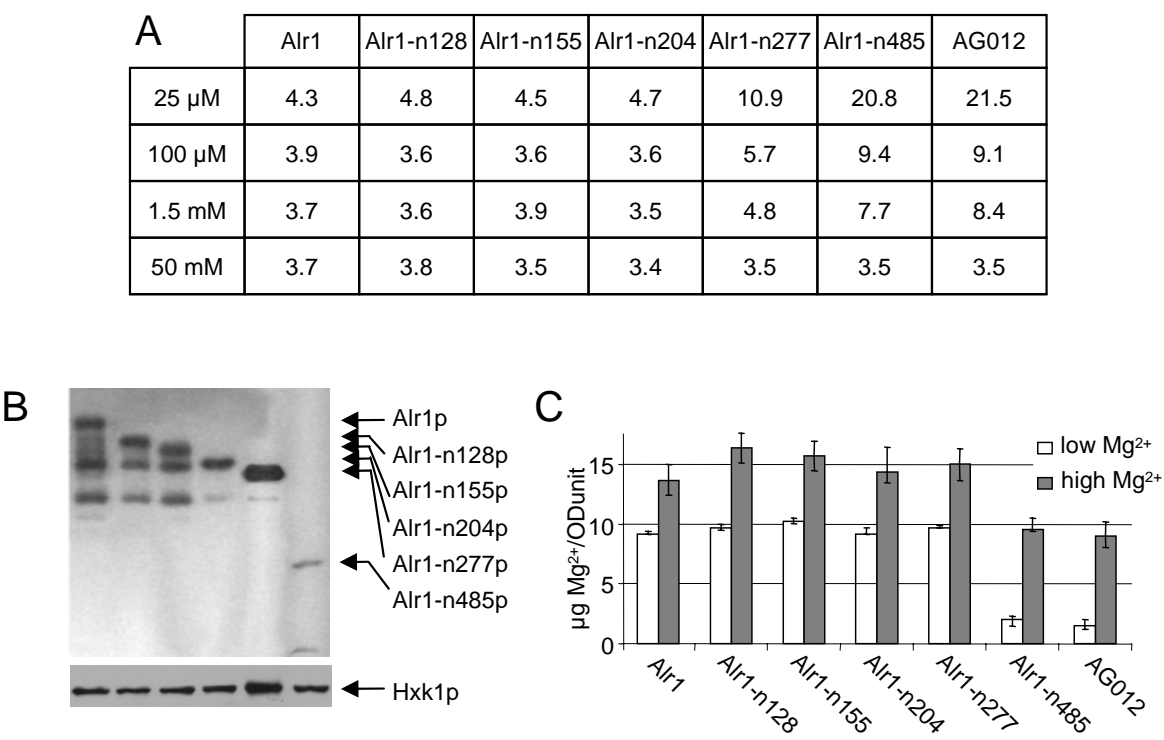 A
Alr1 Alr1-n128 Alr1-n155 Alr1-n204 Alr1-n277 Alr1-n485 AG012
25 µM 4.3 4.8 4.5 4.7 10.9 20.8 21.5
100 µM 3.9 3.6 3.6 3.6 5.7 9.4 9.1
1.5 mM 3.7 3.6 3.9 3.5 4.8 7.7 8.4
50 mM 3.7 3.8 3.5 3.4 3.5 3.5 3.5
B
Alr1p
Alr1-n128p
Alr1-n155p
Alr1-n204p
Alr1-n277p
Alr1-n485p
Hxk1p
C
low Mg²⁺
high Mg²⁺
µg Mg²⁺/ODunit
15
10
5
0
Alr1
Alr1-n128
Alr1-n155
Alr1-n204
Alr1-n277
Alr1-n485
AG012